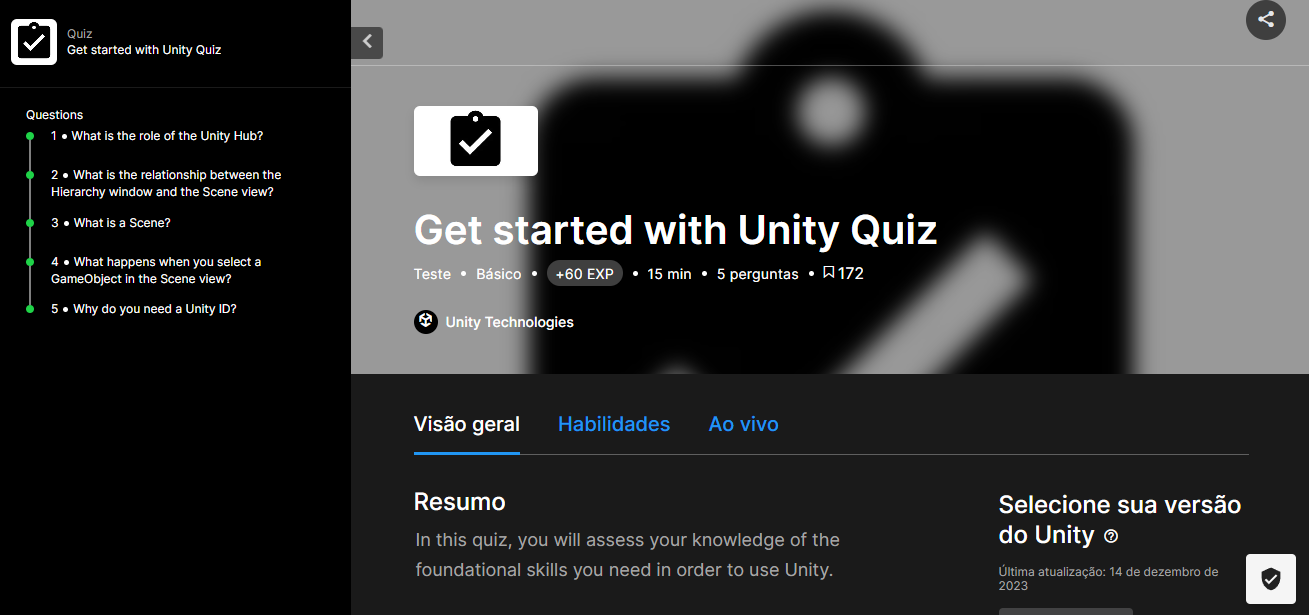 Quiz
Get started with Unity Quiz
Questions
1 • What is the role of the Unity Hub?
2 • What is the relationship between the
Hierarchy window and the Scene view?
3 • What is a Scene?
4 • What happens when you select a
GameObject in the Scene view?
5 • Why do you need a Unity ID?
Get started with Unity Quiz
Teste • Básico • +60 EXP • 15 min • 5 perguntas • 172
Unity Technologies
Visão geral Habilidades Ao vivo
Resumo
In this quiz, you will assess your knowledge of the
foundational skills you need in order to use Unity.
Selecione sua versão
do Unity
Última atualização: 14 de dezembro de
2023